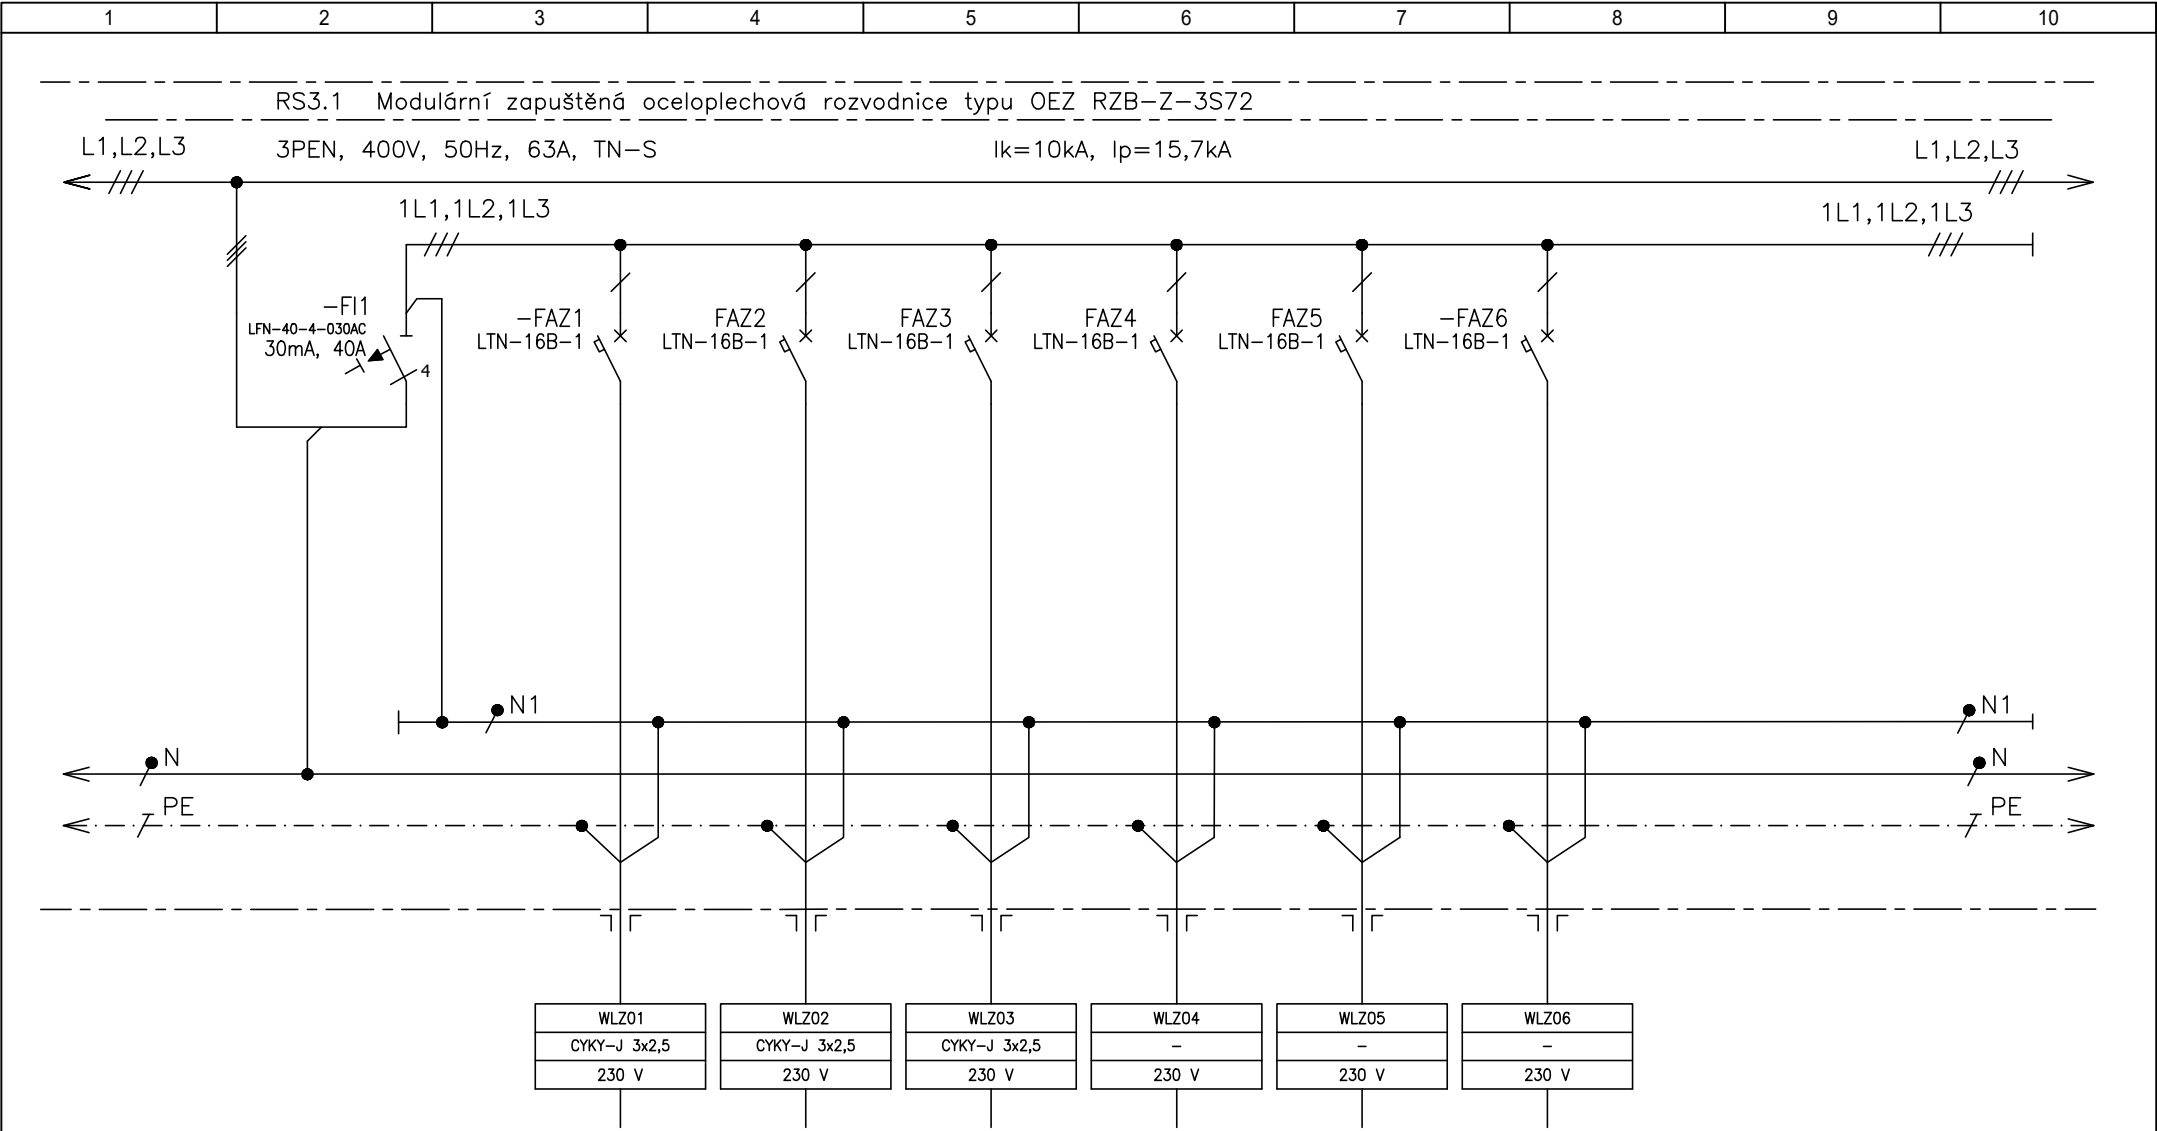 1 2 3 4 5 6 7 8 9 10
RS3.1 Modulární zapuštěná oceloplechová rozvodnice typu OEZ RZB-Z-3S72
L1,L2,L3 3PEN, 400V, 50Hz, 63A, TN-S Ik=10kA, Ip=15,7kA L1,L2,L3
1L1,1L2,1L3 1L1,1L2,1L3
-FI1
LFN-40-4-030AC
30mA, 40A
4
-FAZ1
LTN-16B-1
FAZ2
LTN-16B-1
FAZ3
LTN-16B-1
FAZ4
LTN-16B-1
FAZ5
LTN-16B-1
-FAZ6
LTN-16B-1
N1 N1
N N
PE PE
WLZ01 WLZ02 WLZ03 WLZ04 WLZ05 WLZ06
CYKY-J 3x2,5 CYKY-J 3x2,5 CYKY-J 3x2,5 - - -
230 V 230 V 230 V 230 V 230 V 230 V